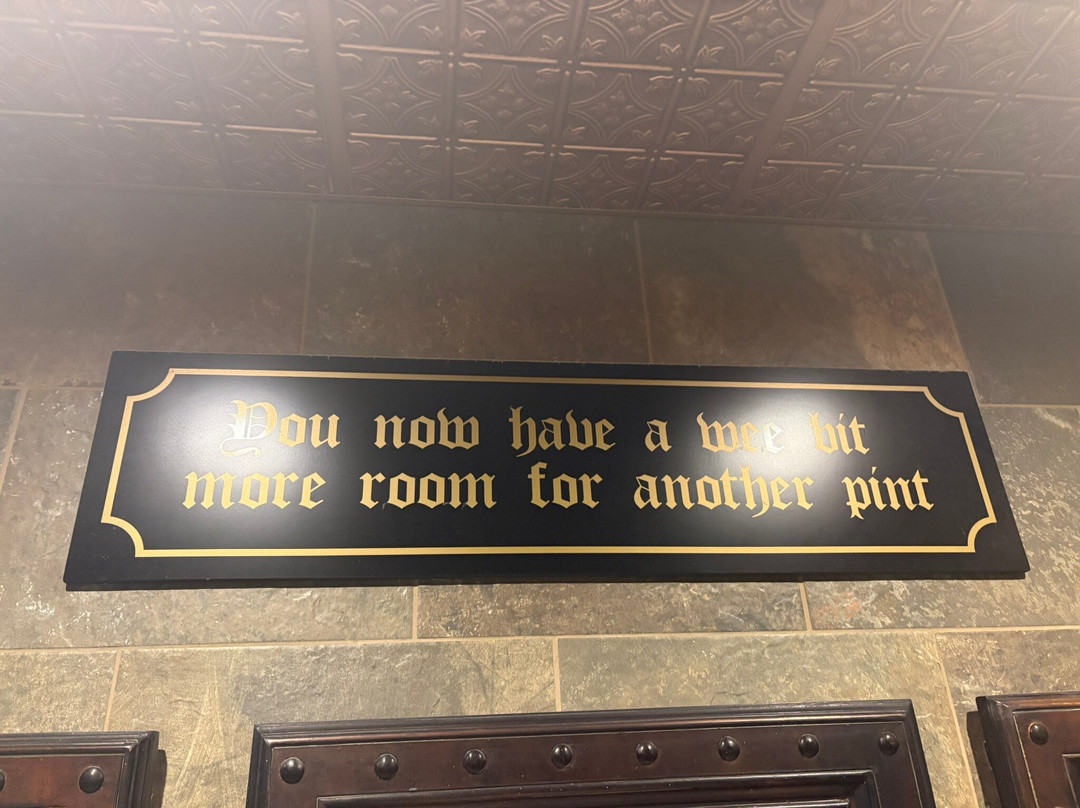 You now have a wee bit
more room for another pint